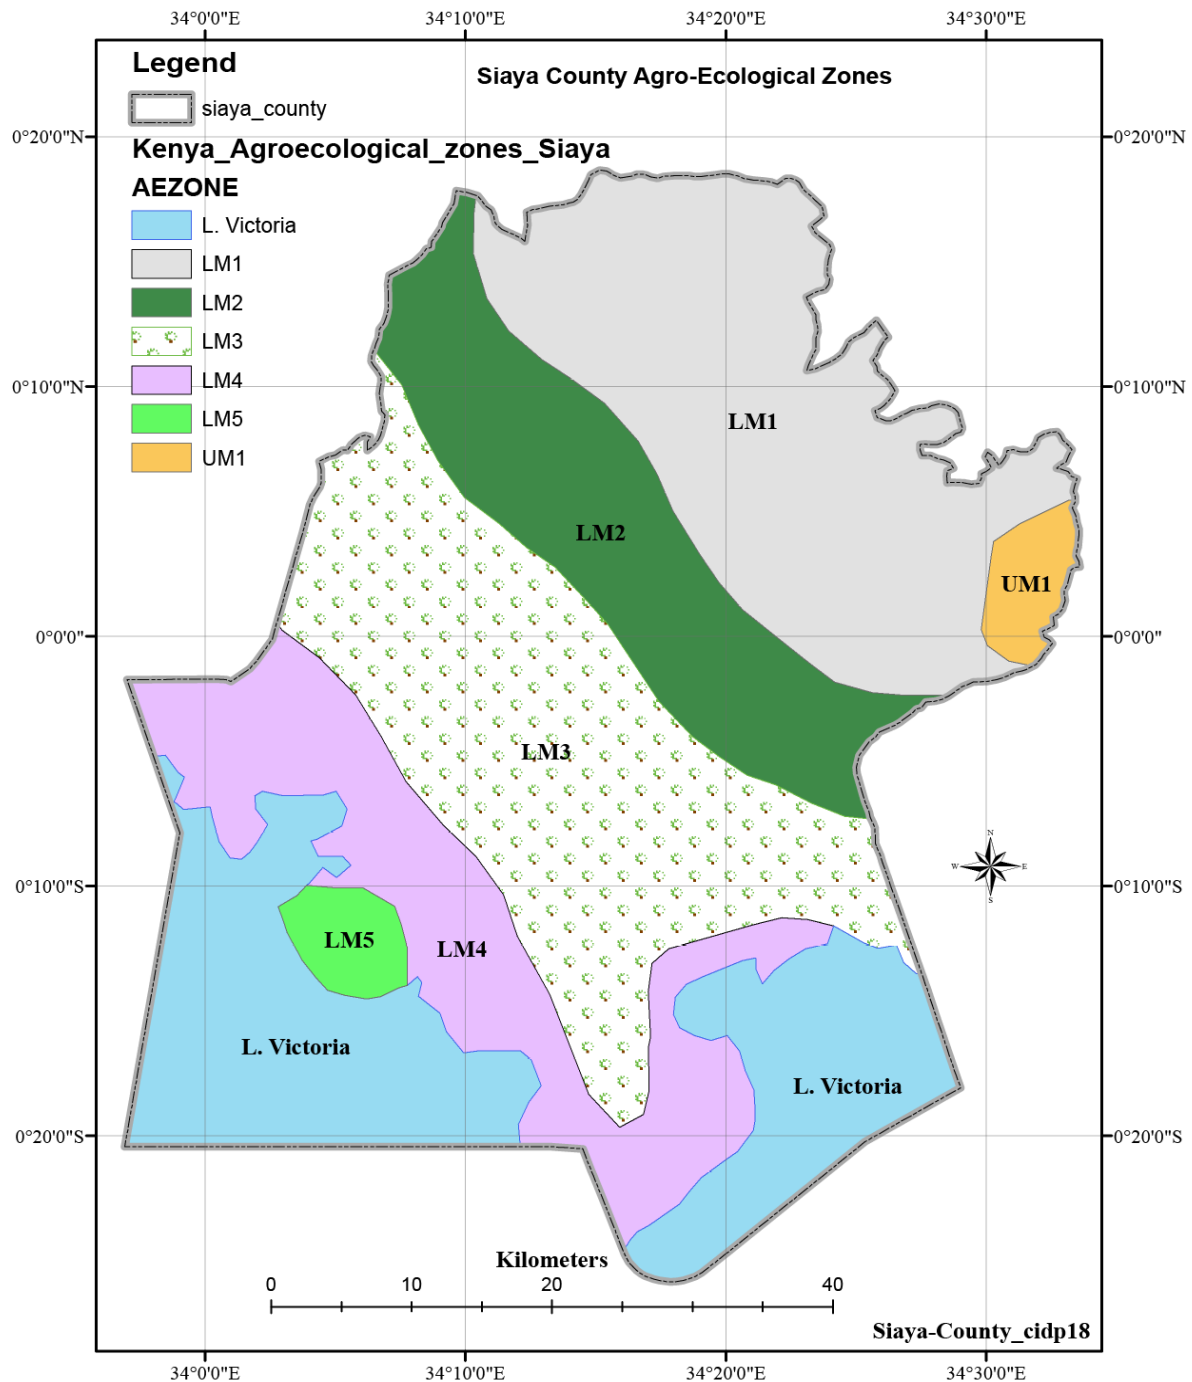 34°0'0"E 34°10'0"E 34°20'0"E 34°30'0"E
Legend
Siaya County Agro-Ecological Zones
siaya_county
0°20'0"N 0°20'0"N
Kenya_Agroecological_zones_Siaya
AEZONE
L. Victoria
LM1
LM2
LM3
LM4
LM5
UM1
0°10'0"N 0°10'0"N
LM1
LM2
UM1
0°0'0" 0°0'0"
LM3
N
W E
S
0°10'0"S 0°10'0"S
LM5
LM4
L. Victoria
L. Victoria
0°20'0"S 0°20'0"S
Kilometers
0 10 20 40
Siaya-County_cidp18
34°0'0"E 34°10'0"E 34°20'0"E 34°30'0"E